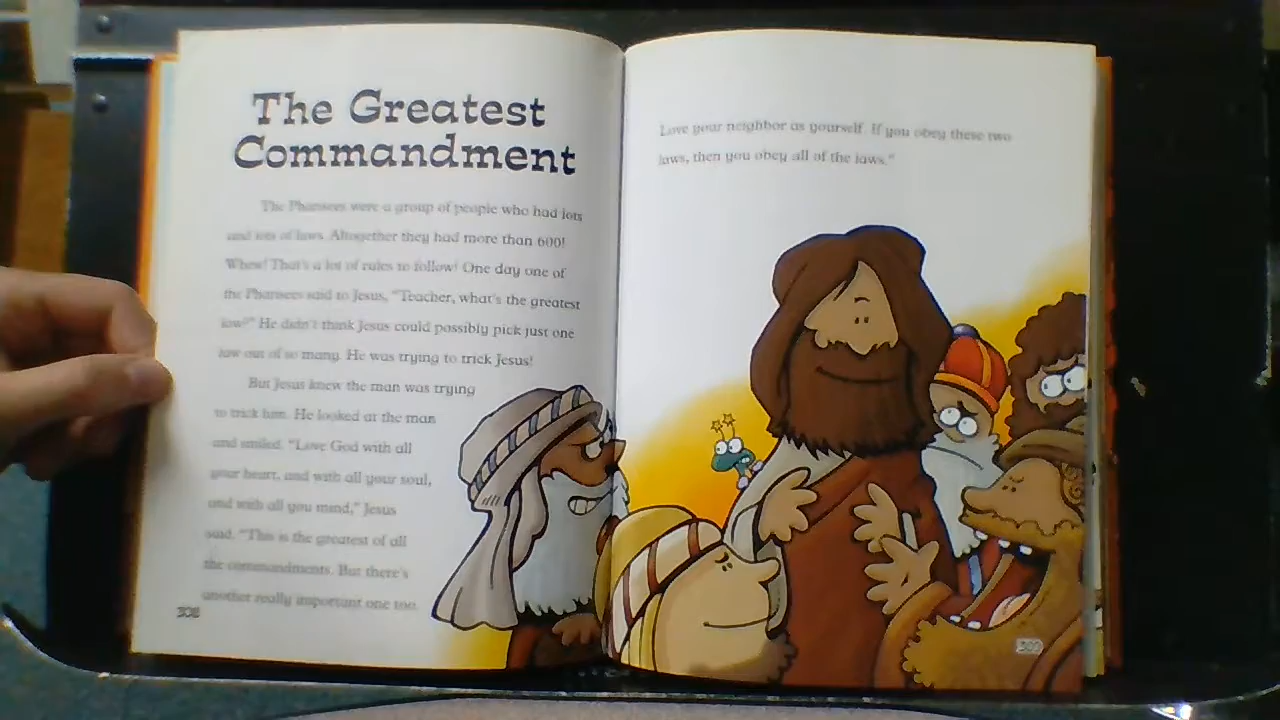 The Greatest
Commandment
The Pharisees were a group of people who had lots
and lots of laws. Altogether they had more than 600!
Whew! That's a lot of rules to follow! One day one of
the Pharisees said to Jesus, "Teacher, what's the greatest
law?" He didn't think Jesus could possibly pick just one
law out of so many. He was trying to trick Jesus!
But Jesus knew the man was trying
to trick him. He looked at the man
and smiled. "Love God with all
your heart, and with all your soul,
and with all you mind," Jesus
said. "This is the greatest of all
the commandments. But there's
another really important one too.
308
Love your neighbor as yourself. If you obey these two
laws, then you obey all of the laws."
309